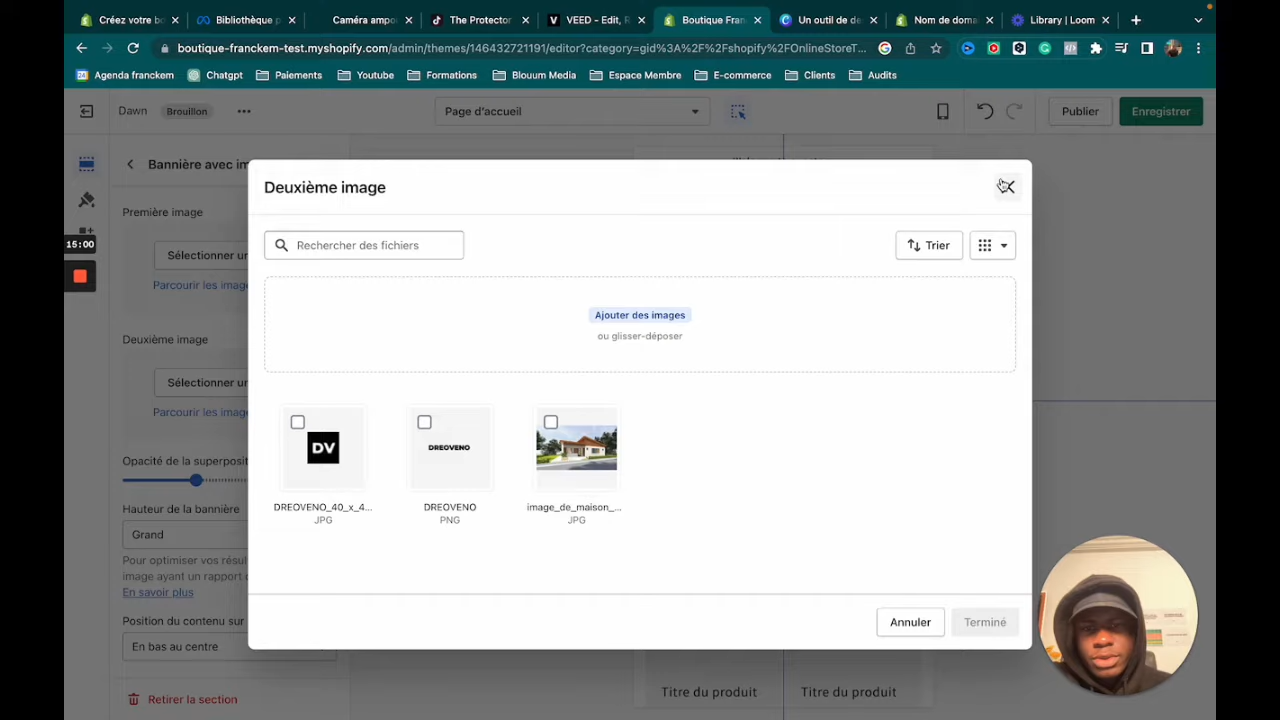 Créez votre bo
Bibliothèque p
Caméra ampou
The Protector
VEED - Edit, R
Boutique Fran
Un outil de de
Nom de doma
Library | Loom
boutique-franckem-test.myshopify.com/admin/themes/146432721191/editor?category=gid%3A%2F%2Fshopify%2FOnlineStoreT...
Agenda franckem
Chatgpt
Paiements
Youtube
Formations
Blouum Media
Espace Membre
E-commerce
Clients
Audits
Dawn
Brouillon
Page d'accueil
Publier
Enregistrer
Bannière avec im
Première image
Sélectionner un
Parcourir les image
Deuxième image
Sélectionner un
Parcourir les image
Opacité de la superposit
Hauteur de la bannière
Grand
Pour optimiser vos résul
image ayant un rapport d
En savoir plus
Position du contenu sur
En bas au centre
Retirer la section
15:00
Deuxième image
Rechercher des fichiers
Trier
Ajouter des images
ou glisser-déposer
DV
DREOVENO
DREOVENO_40_x_4...
JPG
DREOVENO
PNG
image_de_maison_...
JPG
Annuler
Terminé
Titre du produit
Titre du produit